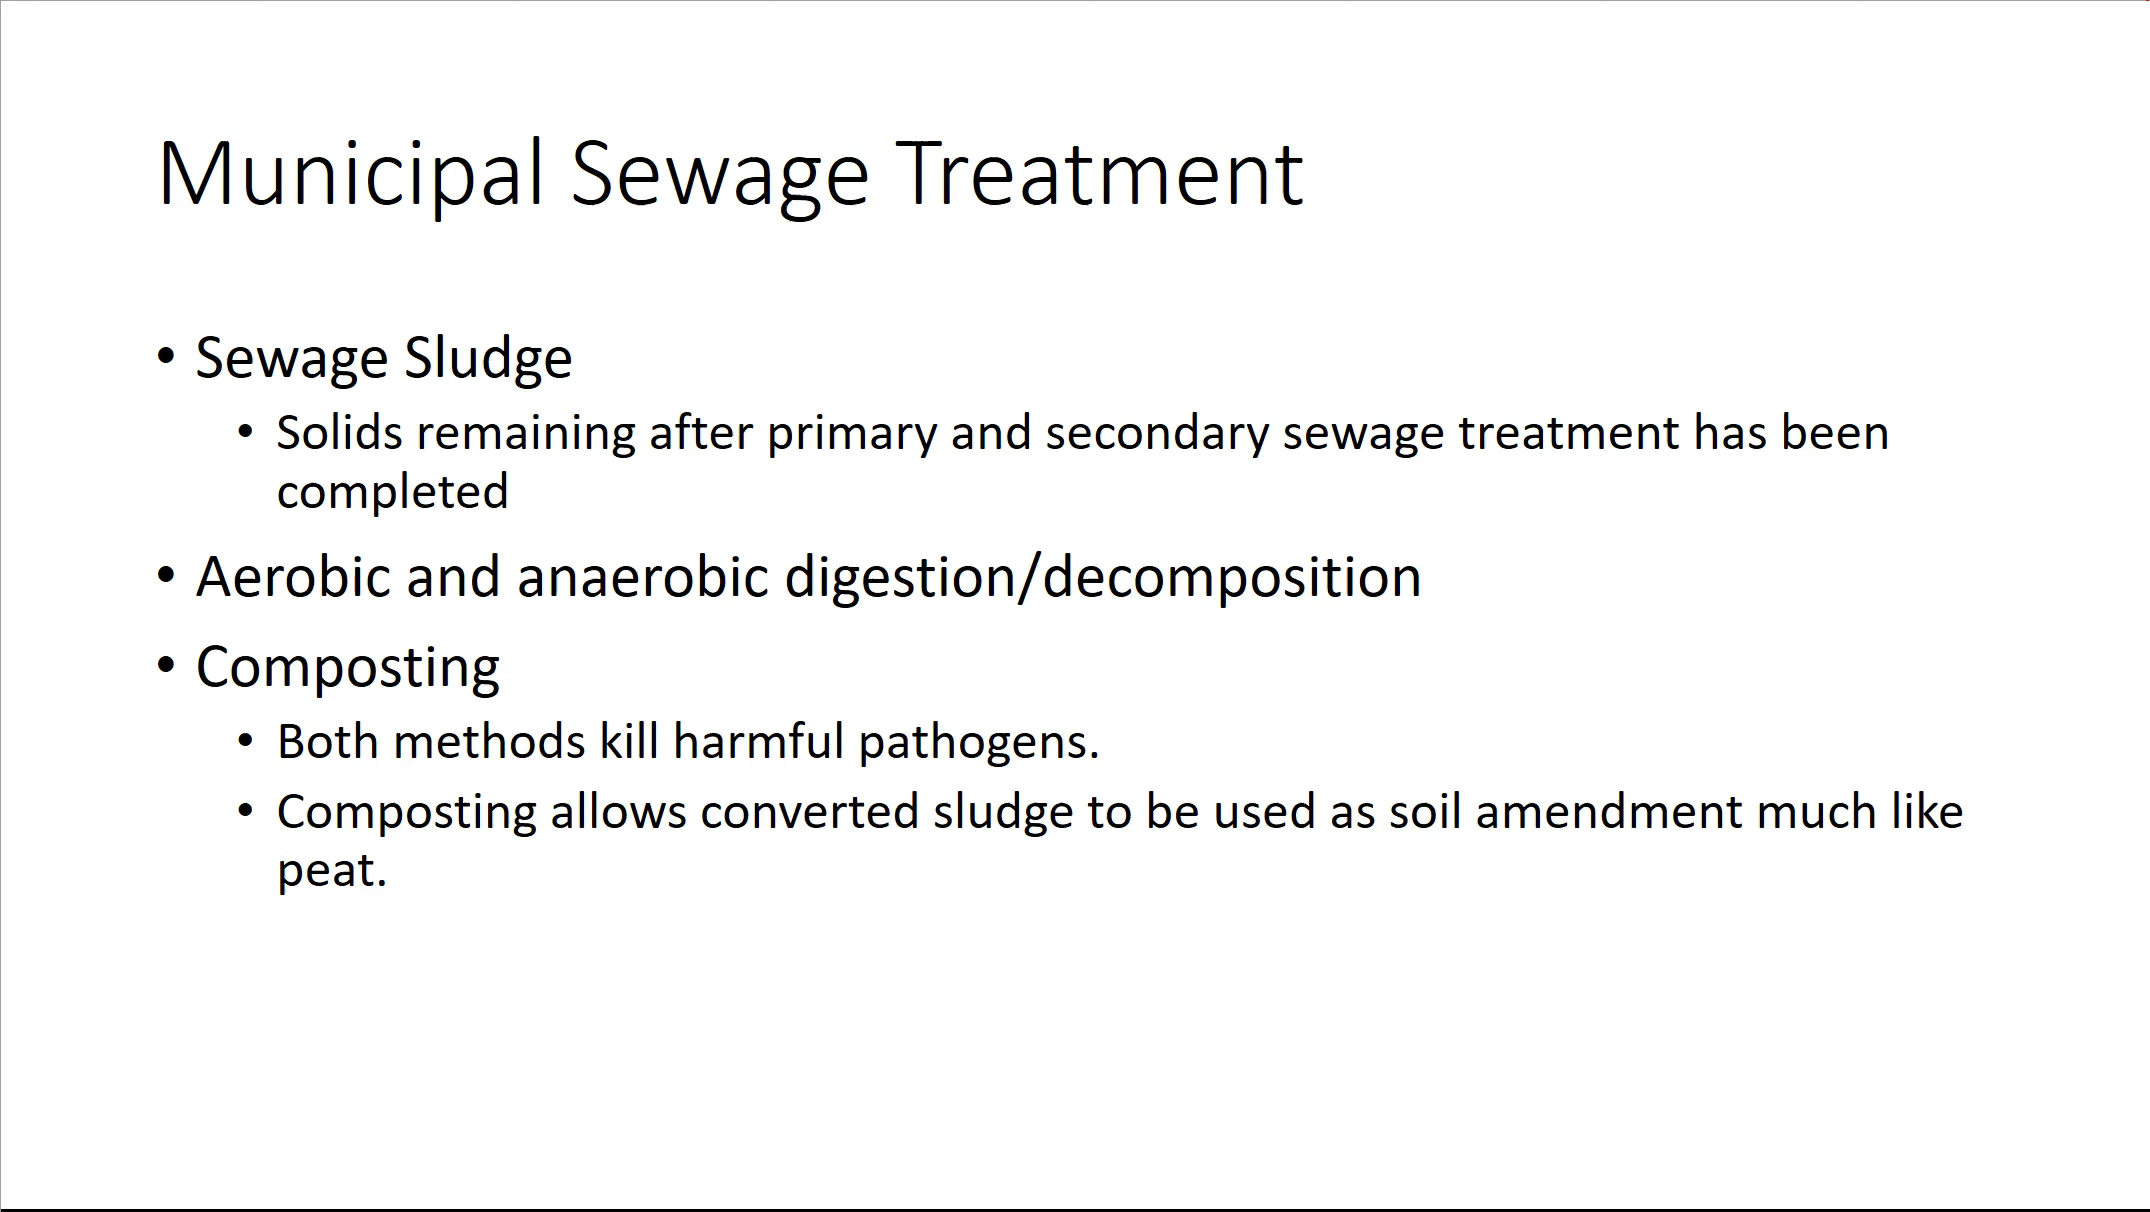 Municipal Sewage Treatment
• Sewage Sludge
• Solids remaining after primary and secondary sewage treatment has been
completed
• Aerobic and anaerobic digestion/decomposition
• Composting
• Both methods kill harmful pathogens.
• Composting allows converted sludge to be used as soil amendment much like
peat.